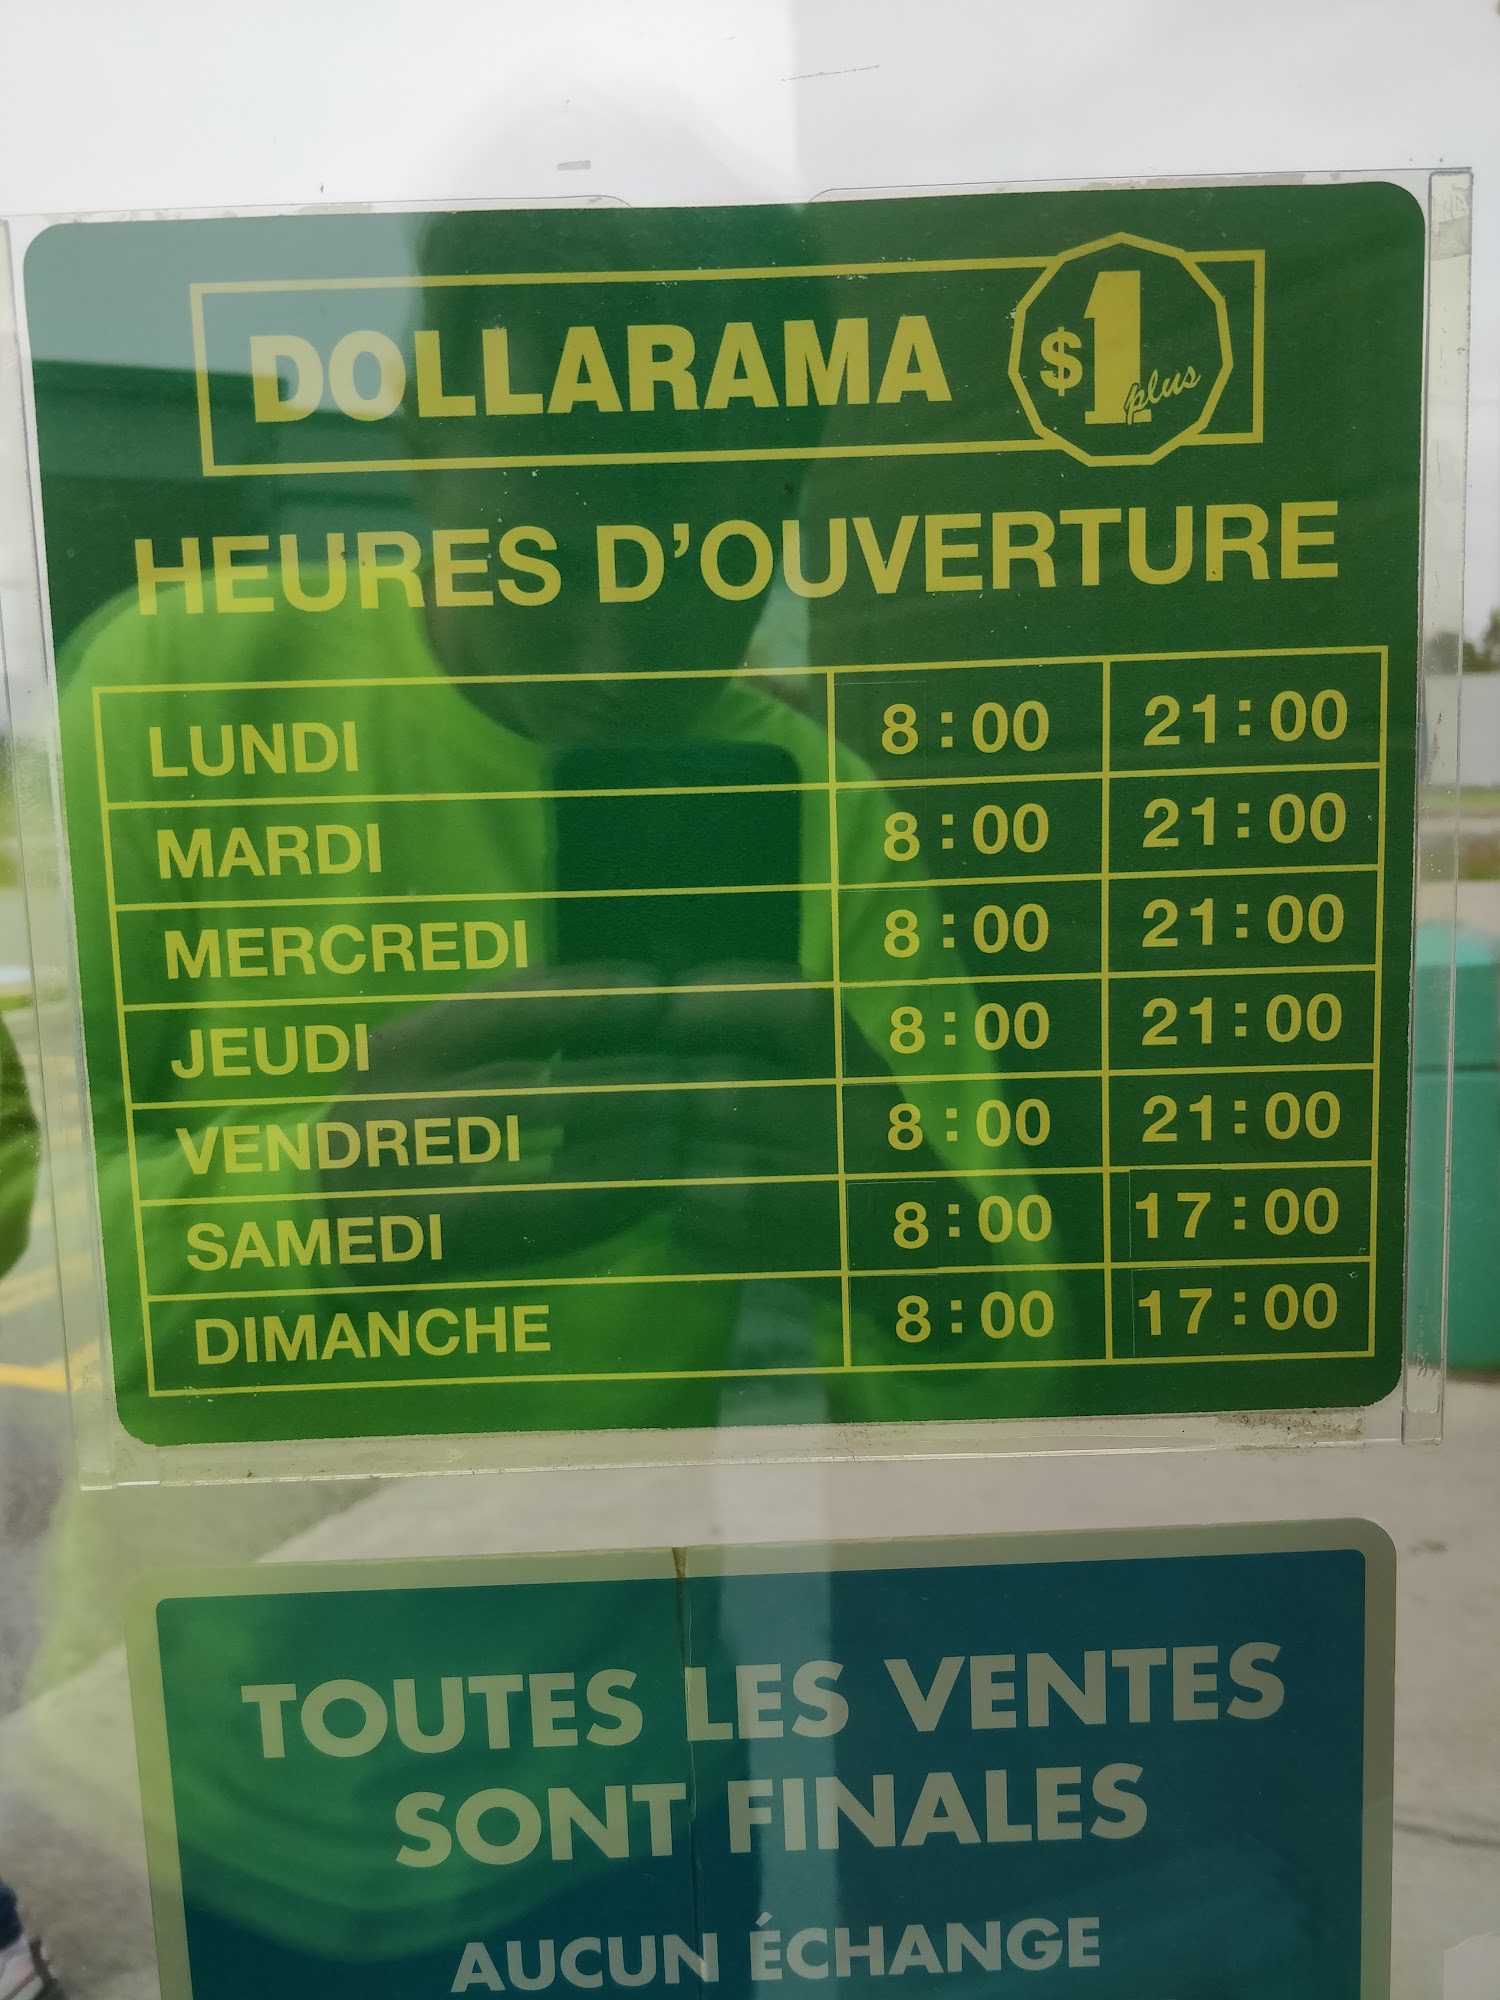 DOLLARAMA $1 plus
HEURES D'OUVERTURE
LUNDI 8:00 21:00
MARDI 8:00 21:00
MERCREDI 8:00 21:00
JEUDI 8:00 21:00
VENDREDI 8:00 21:00
SAMEDI 8:00 17:00
DIMANCHE 8:00 17:00
TOUTES LES VENTES
SONT FINALES
AUCUN ÉCHANGE